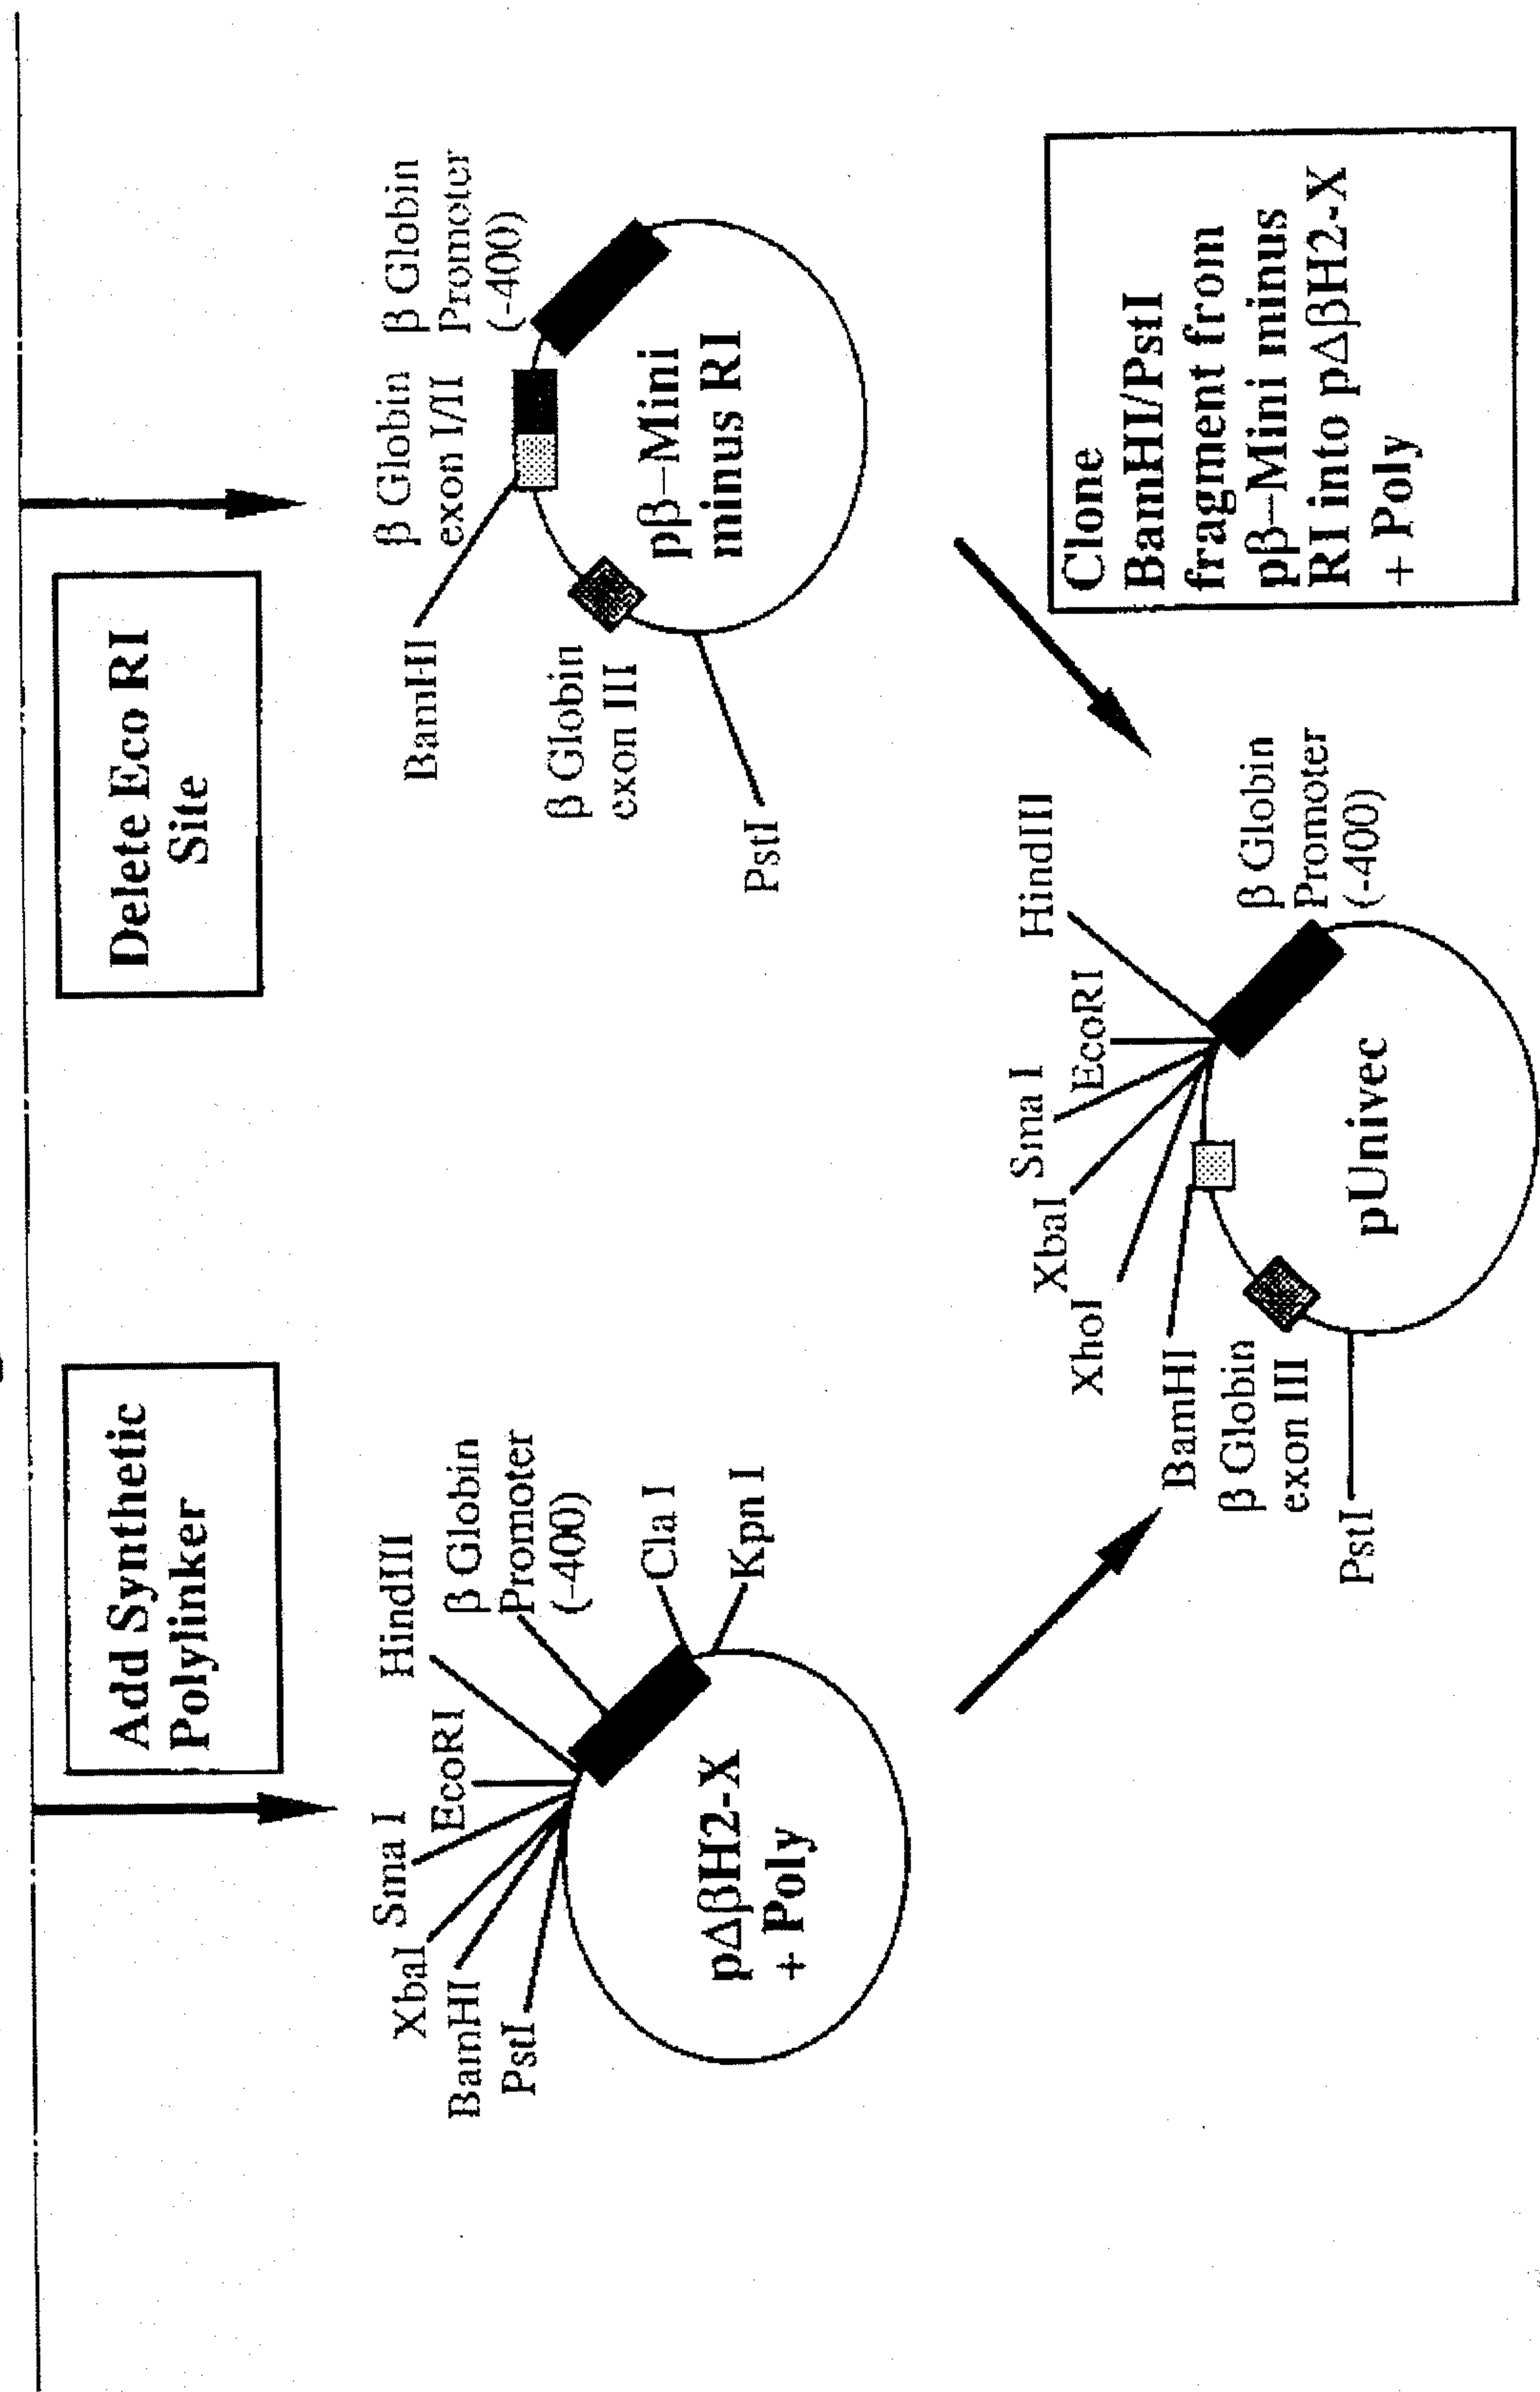 Add Synthetic
Polylinker
Delete Eco RI
Site
HindIII
EcoRI
Sma I
XbaI
BamHI
PstI
β Globin
Promoter
(-400)
Cla I
Kpn I
pΔβH2-X
+ Poly
β Globin
exon I/II
β Globin
Promoter
(-400)
BamHI
β Globin
exon III
PstI
pβ–Mini
minus RI
HindIII
EcoRI
Sma I
XbaI
XhoI
BamHI
β Globin
exon III
PstI
β Globin
Promoter
(-400)
pUnivec
Clone
BamHI/PstI
fragment from
pβ–Mini minus
RI into pΔβH2-X
+ Poly